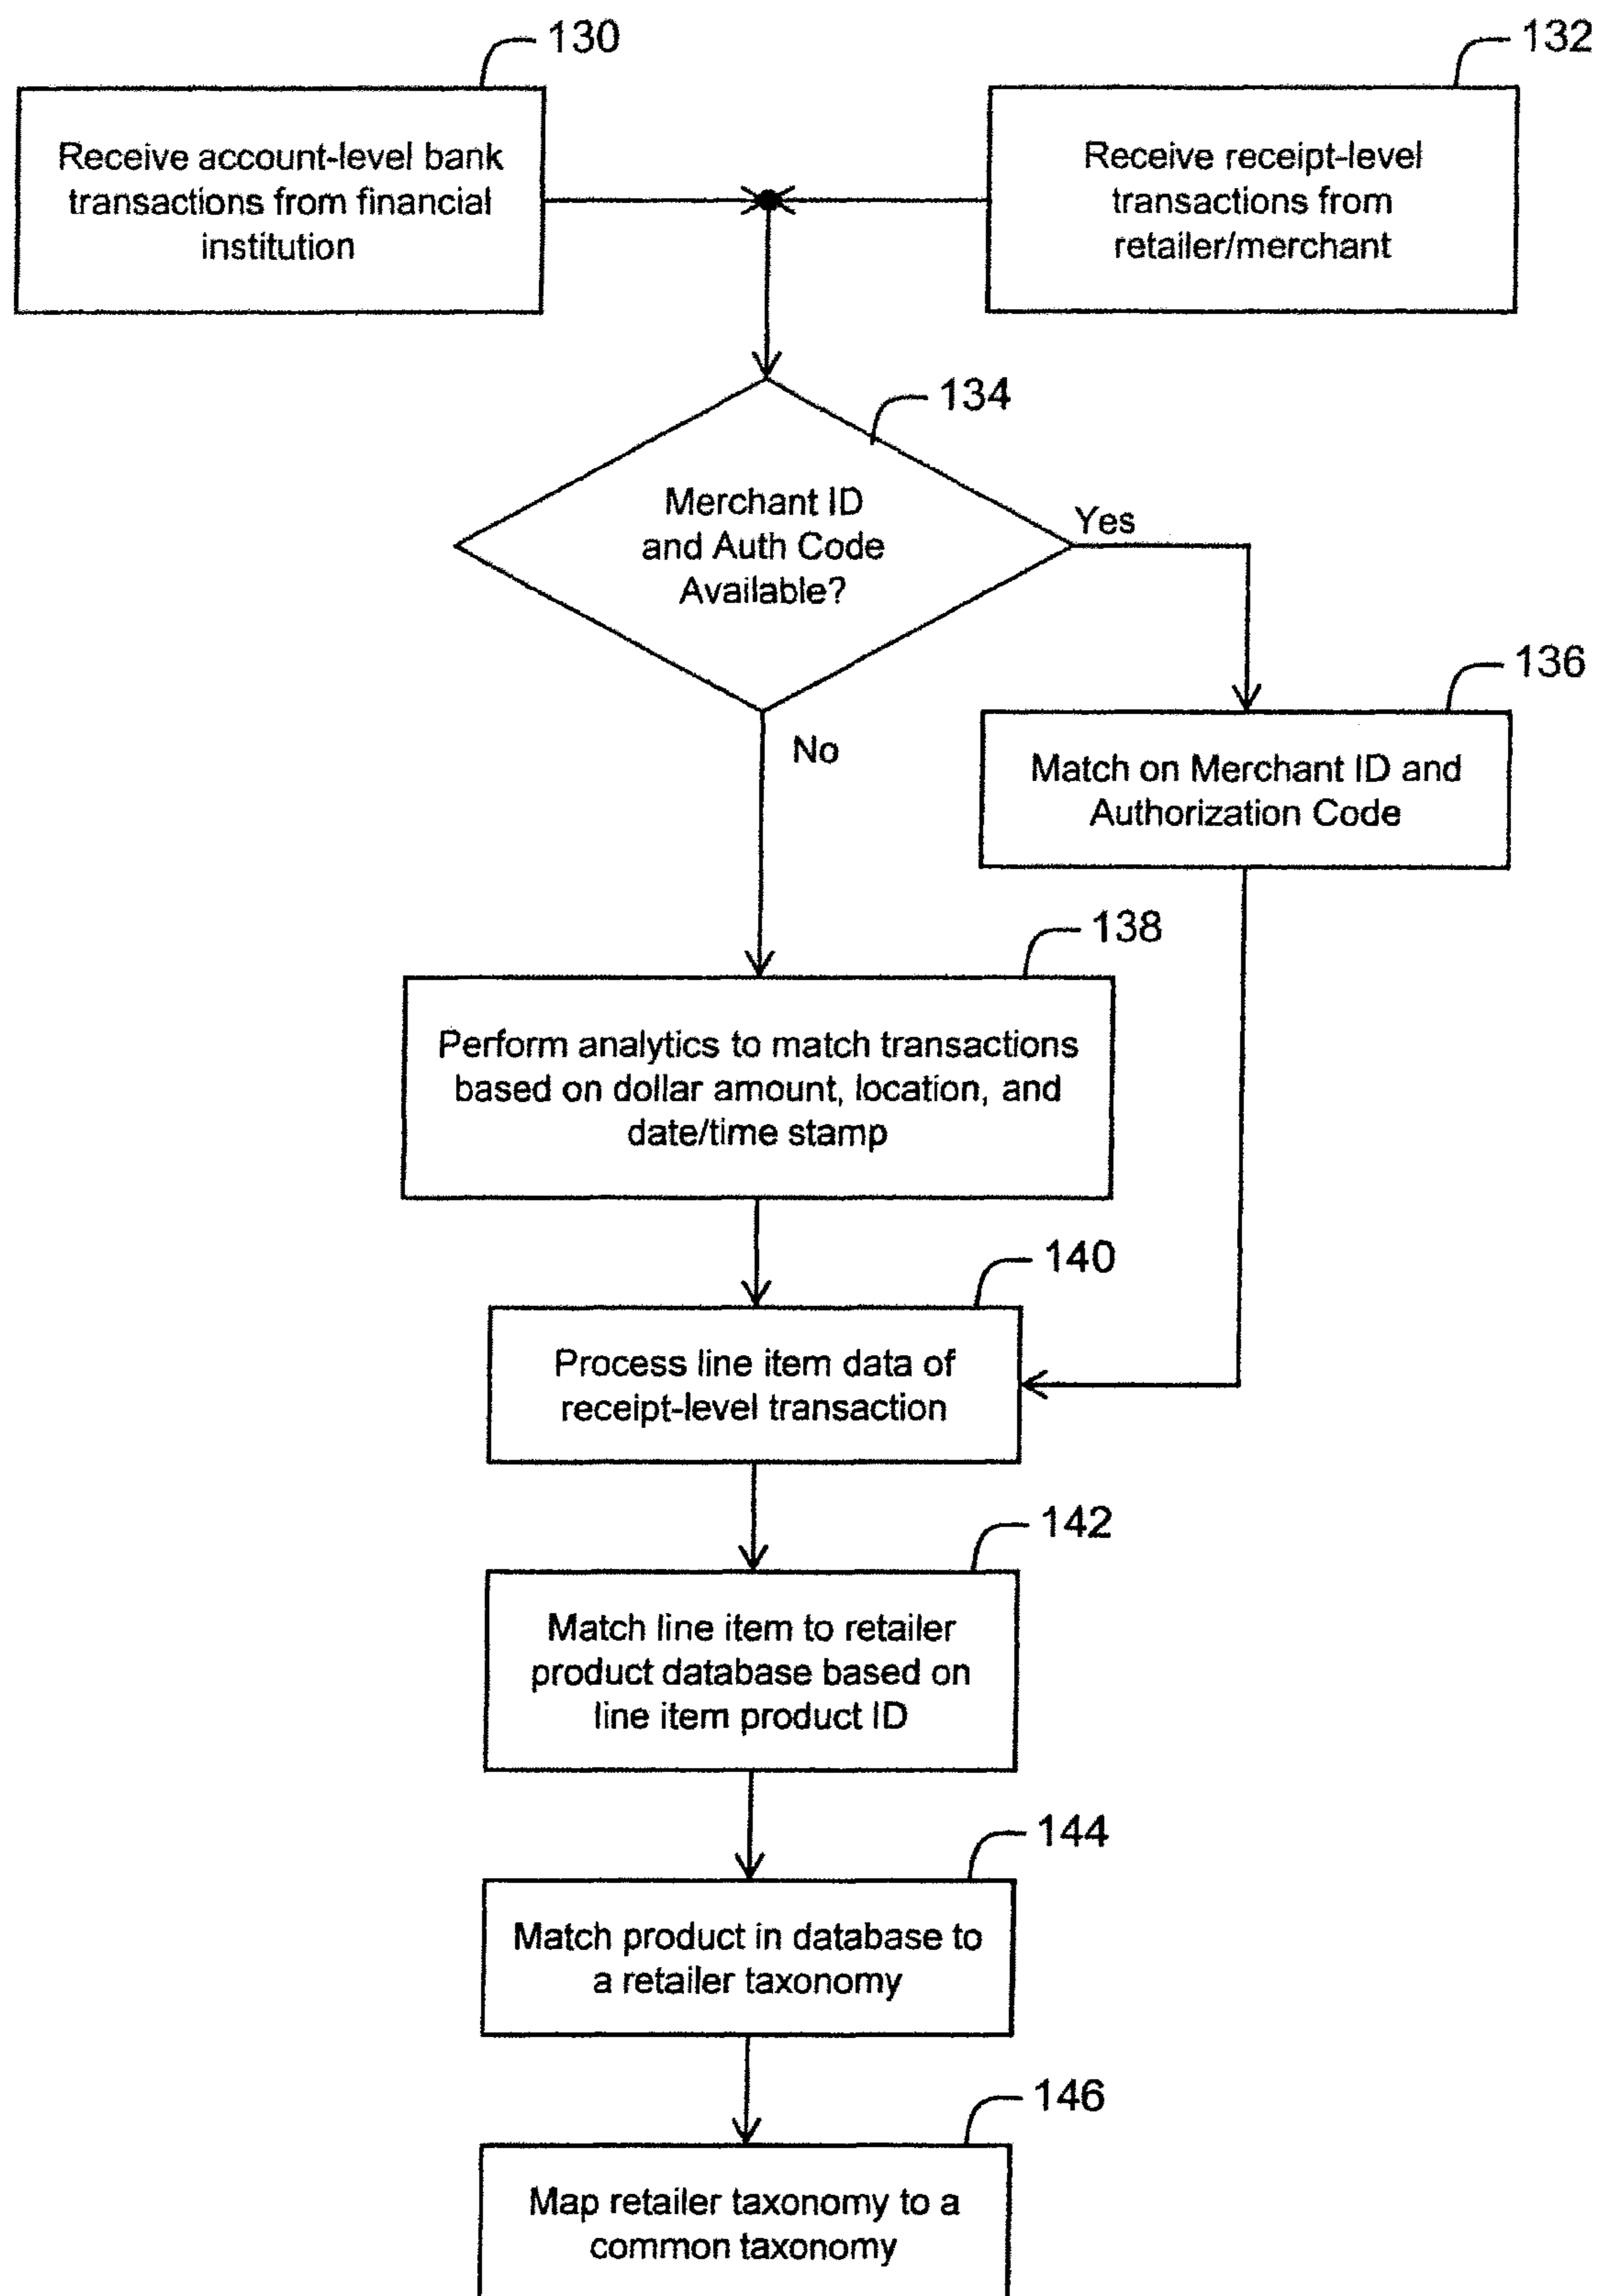 130
Receive account-level bank
transactions from financial
institution
132
Receive receipt-level
transactions from
retailer/merchant
134
Merchant ID
and Auth Code
Available?
Yes
No
136
Match on Merchant ID and
Authorization Code
138
Perform analytics to match transactions
based on dollar amount, location, and
date/time stamp
140
Process line item data of
receipt-level transaction
142
Match line item to retailer
product database based on
line item product ID
144
Match product in database to
a retailer taxonomy
146
Map retailer taxonomy to a
common taxonomy